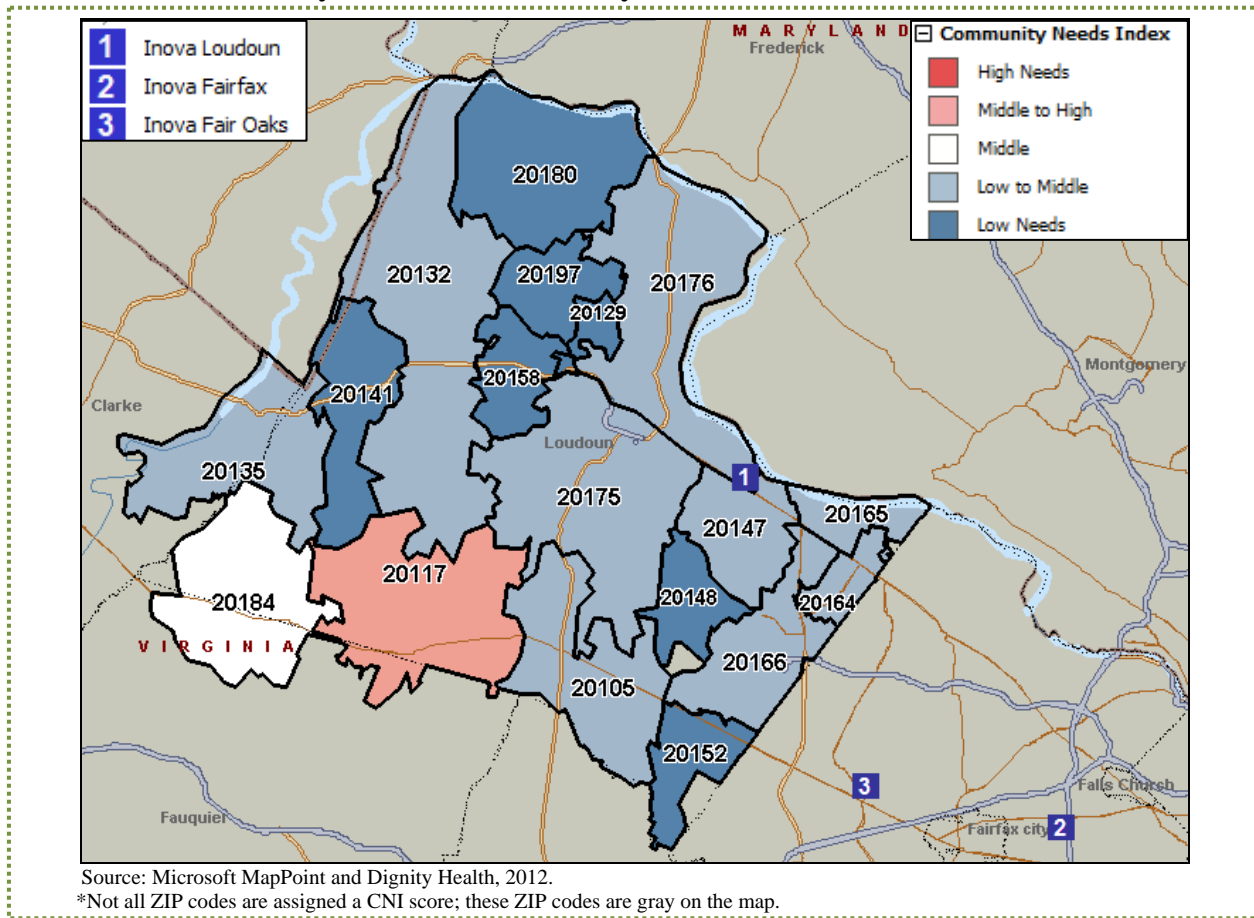 1 Inova Loudoun
2 Inova Fairfax
3 Inova Fair Oaks
MARYLAND
Frederick
Community Needs Index
High Needs
Middle to High
Middle
Low to Middle
Low Needs
20180
20132
20197
20176
20129
Montgomery
20158
20141
Clarke
Loudoun
20135
1
20175
20165
20147
20117
20148
20164
20184
VIRGINIA
20166
20105
20152
3
Falls Church
Fauquier
Fairfax city 2
Source: Microsoft MapPoint and Dignity Health, 2012.
*Not all ZIP codes are assigned a CNI score; these ZIP codes are gray on the map.